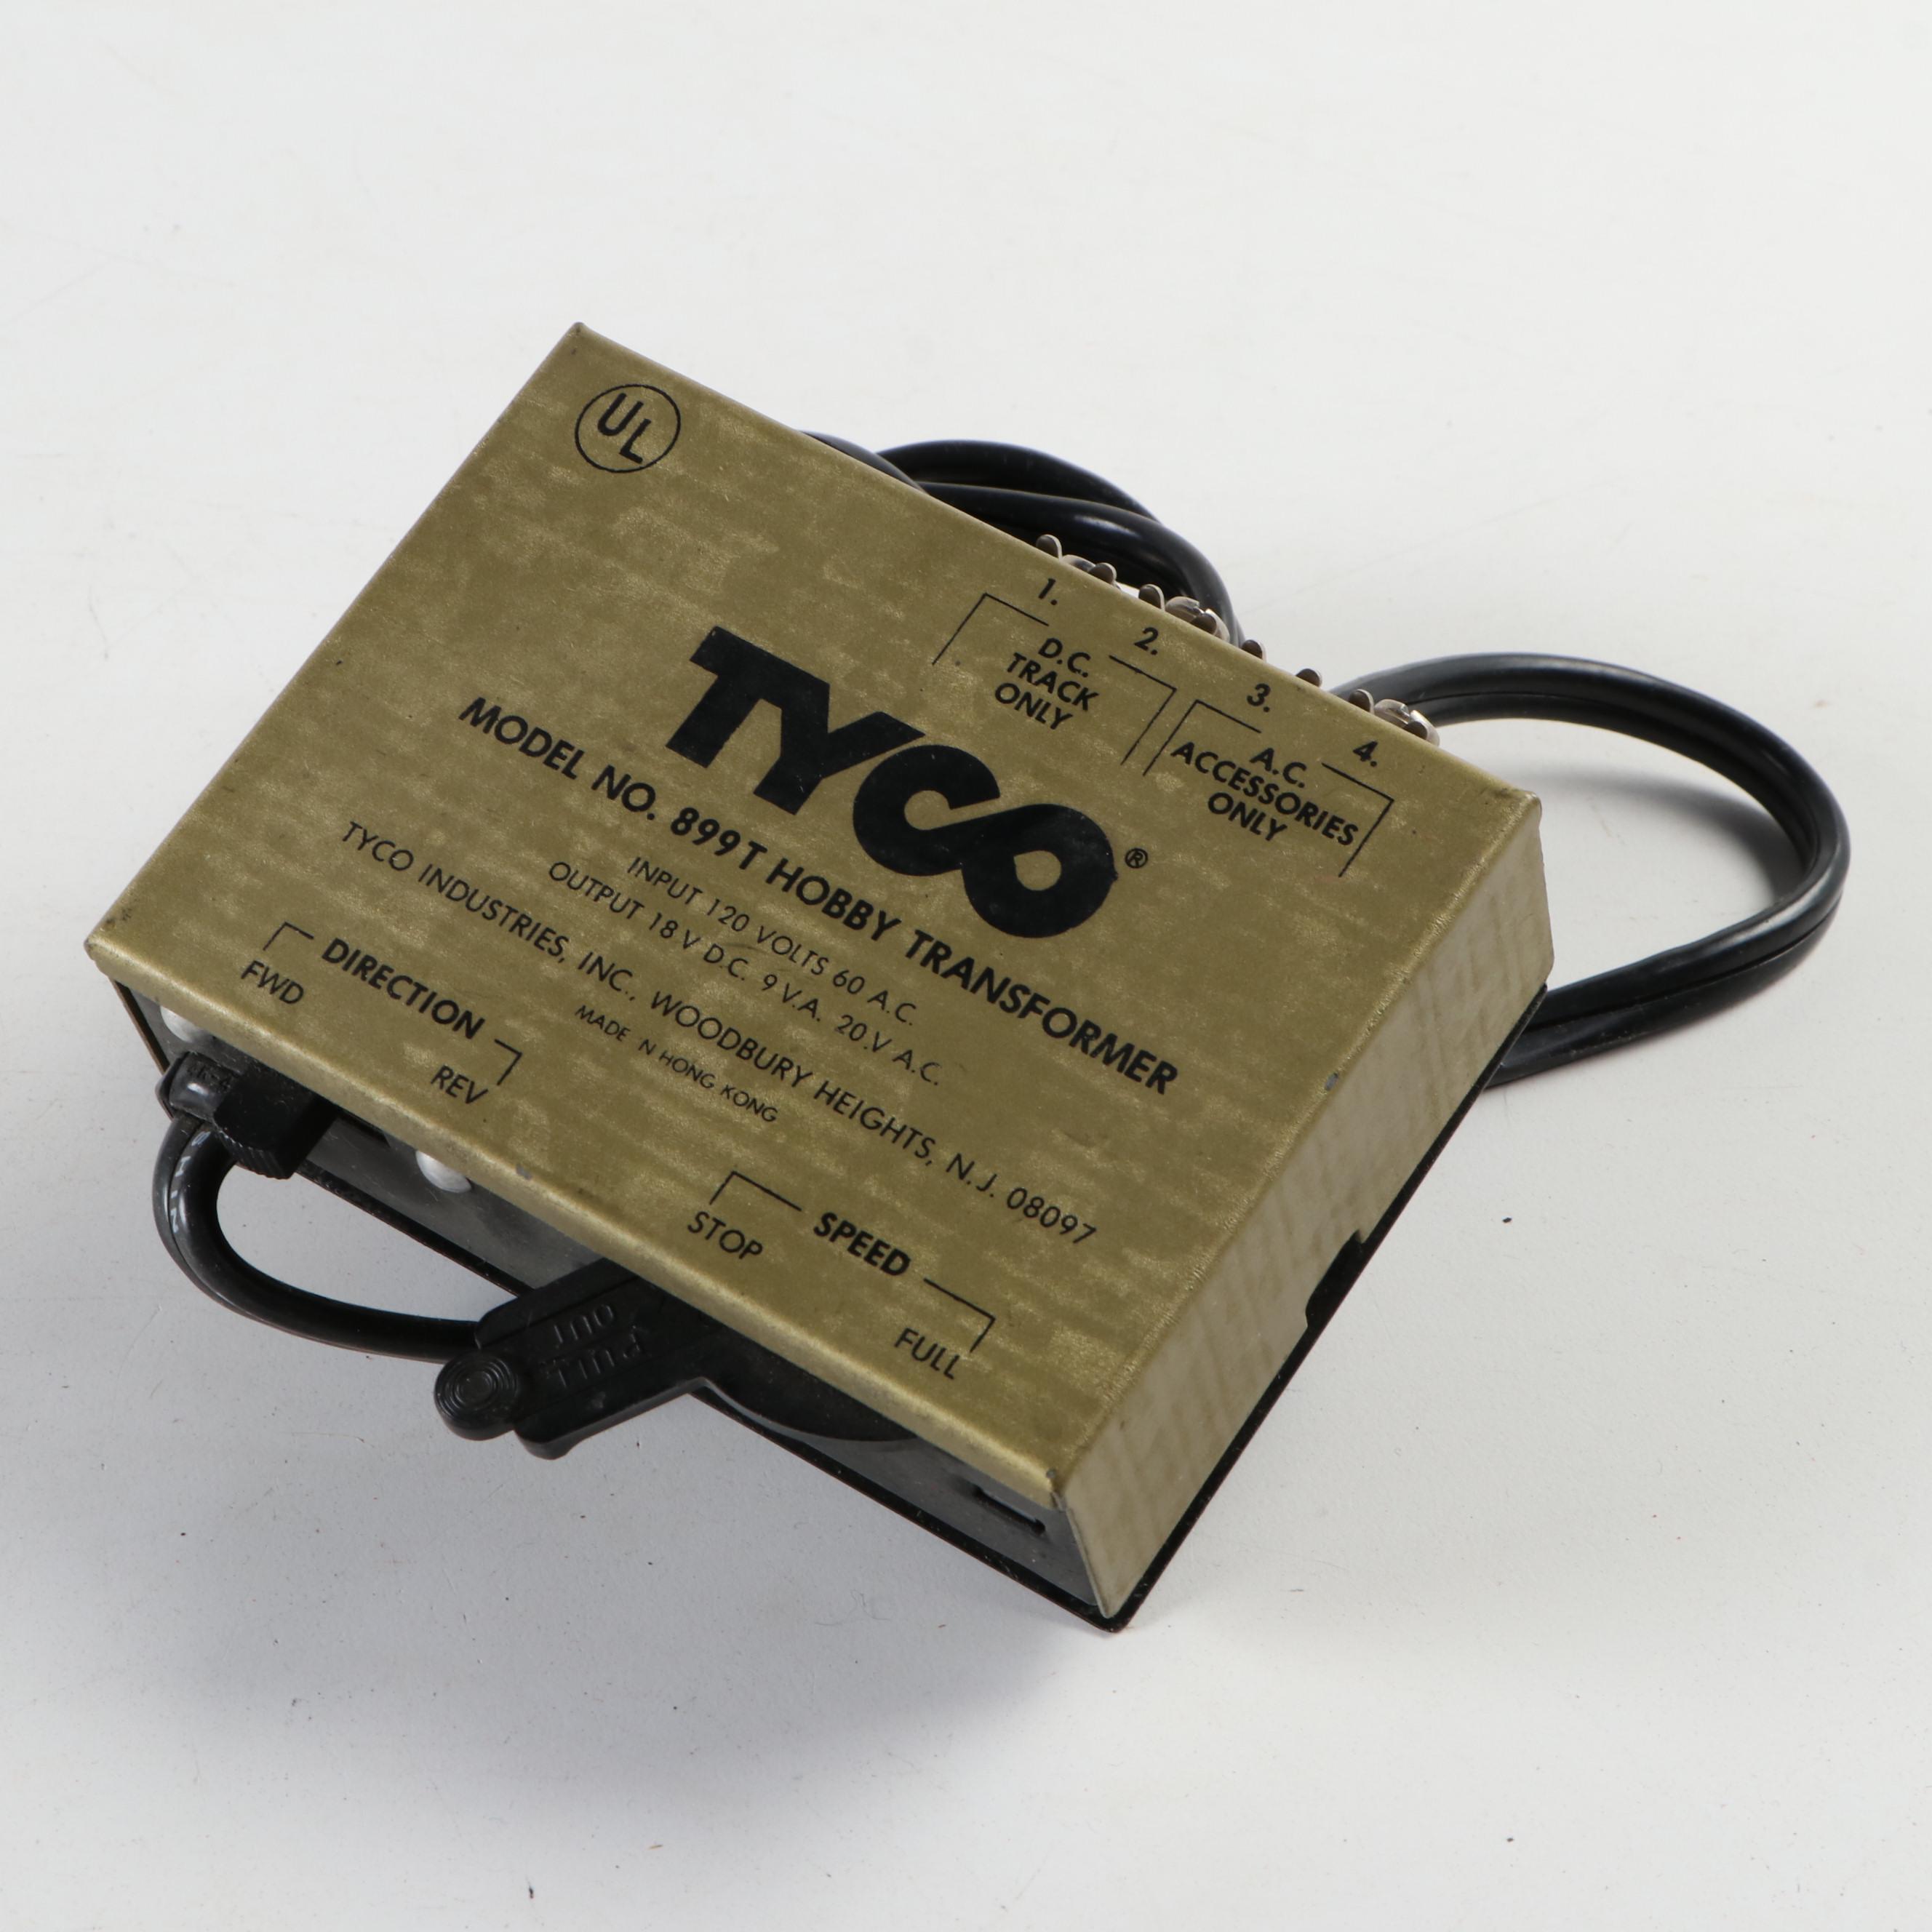 UL
1.
2.
D.C.
TRACK
ONLY
3.
4.
A.C.
ACCESSORIES
ONLY
TYCO®
MODEL NO. 899T HOBBY TRANSFORMER
INPUT 120 VOLTS 60 A.C.
OUTPUT 18 V D.C. 9 V.A. 20.V A.C.
TYCO INDUSTRIES, INC., WOODBURY HEIGHTS, N.J. 08097
MADE N HONG KONG
DIRECTION
FWD
REV
SPEED
STOP
FULL
PULL
OUT